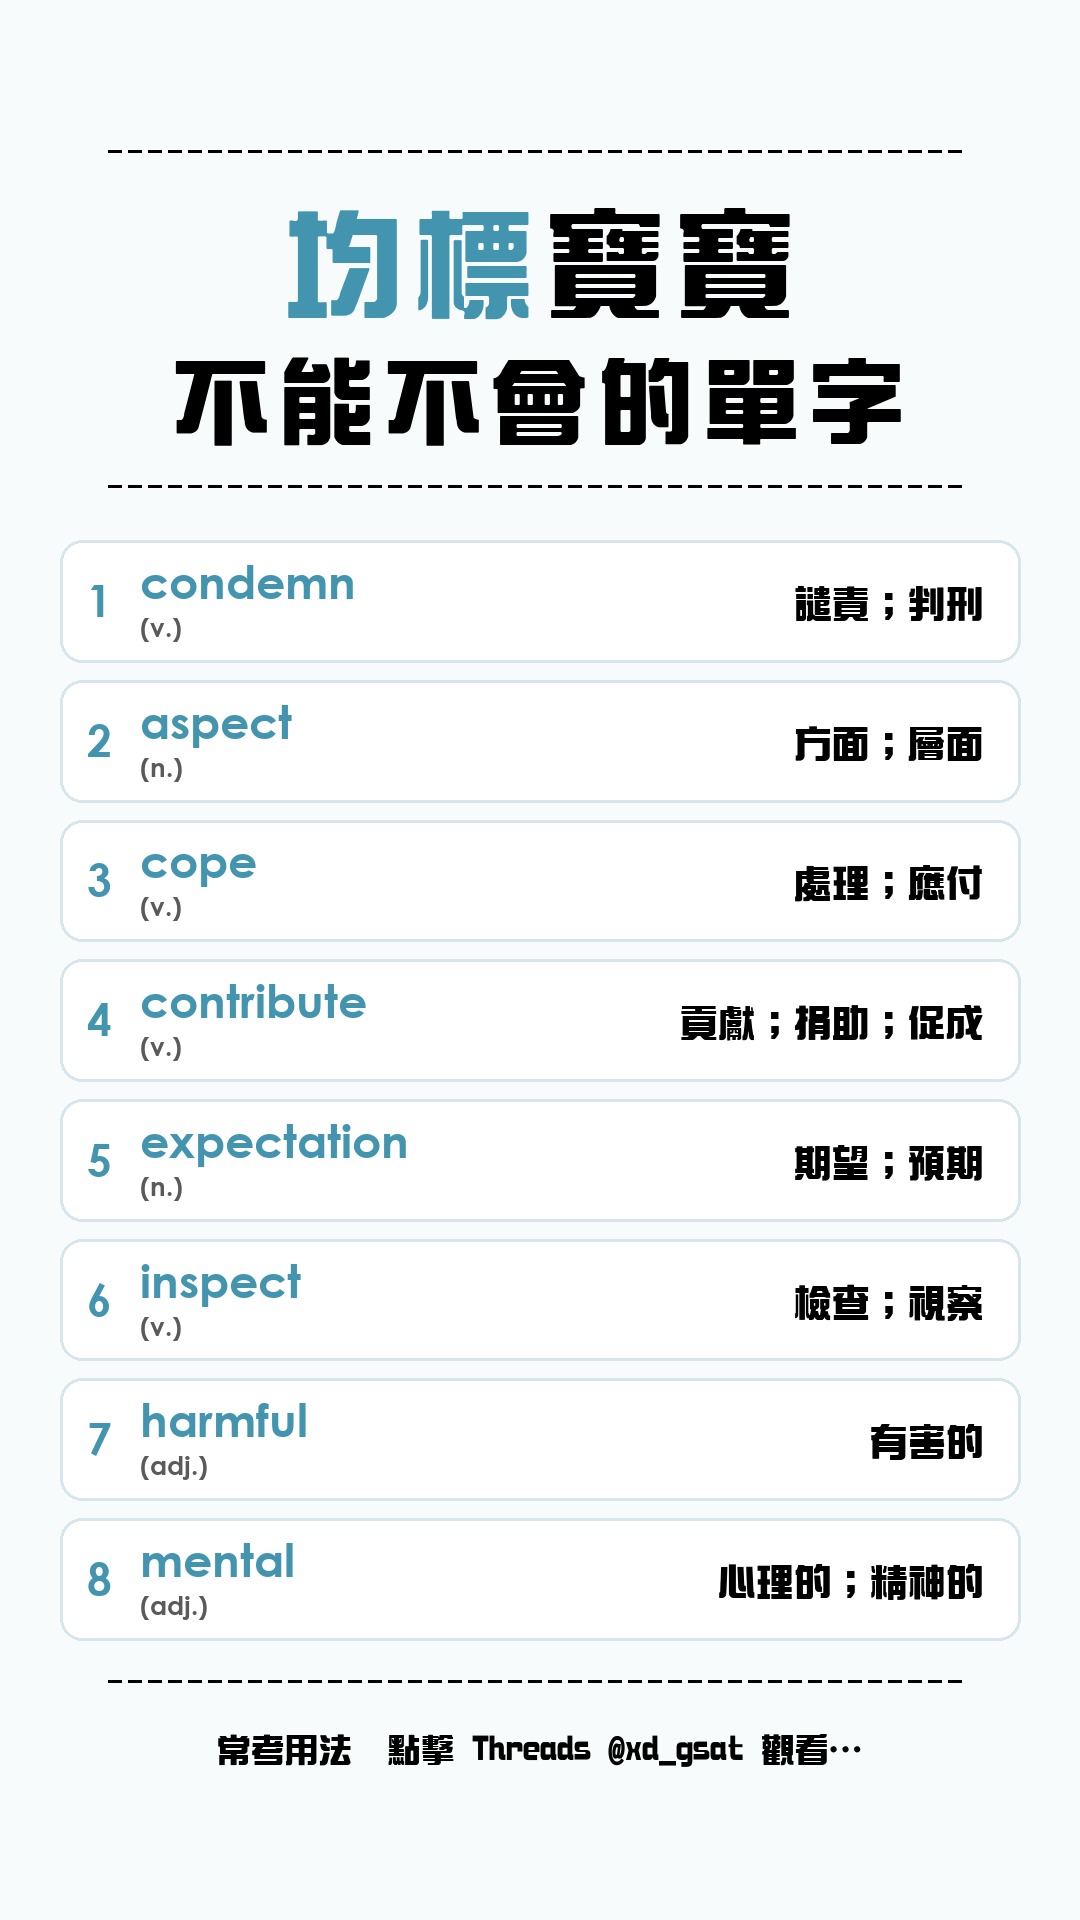 均標寶寶
不能不會的單字
1 condemn
(v.)
譴責；判刑
2 aspect
(n.)
方面；層面
3 cope
(v.)
處理；應付
4 contribute
(v.)
貢獻；捐助；促成
5 expectation
(n.)
期望；預期
6 inspect
(v.)
檢查；視察
7 harmful
(adj.)
有害的
8 mental
(adj.)
心理的；精神的
常考用法 點擊 Threads @xd_gsat 觀看…